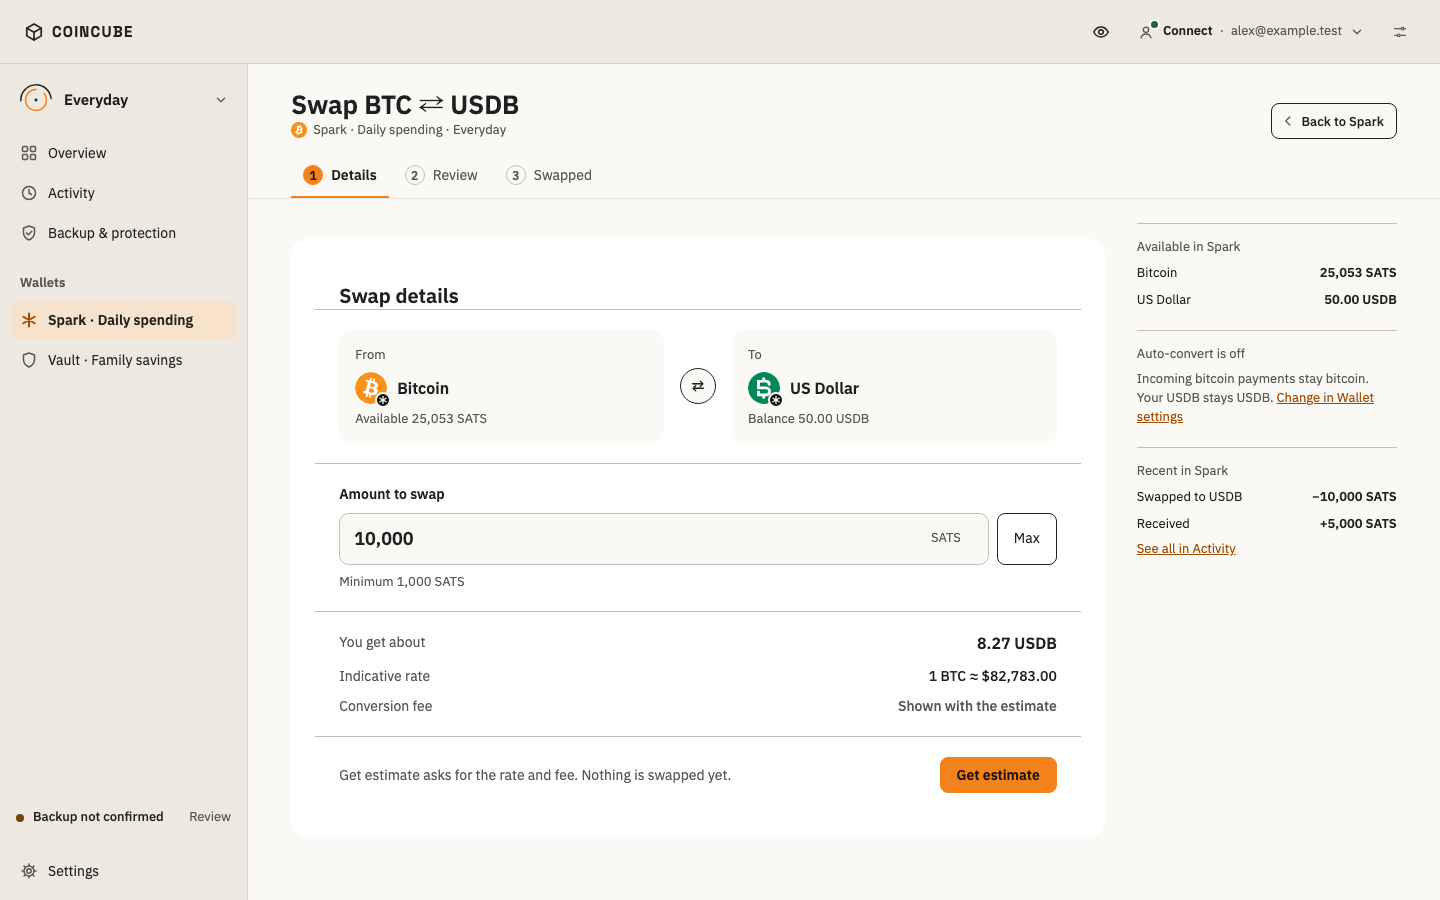 COINCUBE
Connect · alex@example.test
Everyday
Overview
Activity
Backup & protection
Wallets
Spark · Daily spending
Vault · Family savings
Backup not confirmed Review
Settings
Swap BTC ⇄ USDB
Spark · Daily spending · Everyday
Back to Spark
1 Details 2 Review 3 Swapped
Swap details
From
Bitcoin
Available 25,053 SATS
To
US Dollar
Balance 50.00 USDB
Amount to swap
10,000 SATS Max
Minimum 1,000 SATS
You get about 8.27 USDB
Indicative rate 1 BTC ≈ $82,783.00
Conversion fee Shown with the estimate
Get estimate asks for the rate and fee. Nothing is swapped yet. Get estimate
Available in Spark
Bitcoin 25,053 SATS
US Dollar 50.00 USDB
Auto-convert is off
Incoming bitcoin payments stay bitcoin.
Your USDB stays USDB. Change in Wallet
settings
Recent in Spark
Swapped to USDB −10,000 SATS
Received +5,000 SATS
See all in Activity